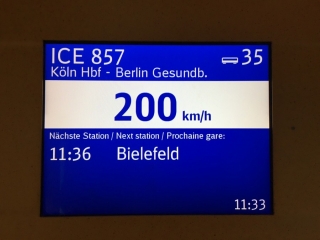 ICE 857 35
Köln Hbf - Berlin Gesundb.
200 km/h
Nächste Station / Next station / Prochaine gare:
11:36 Bielefeld
11:33